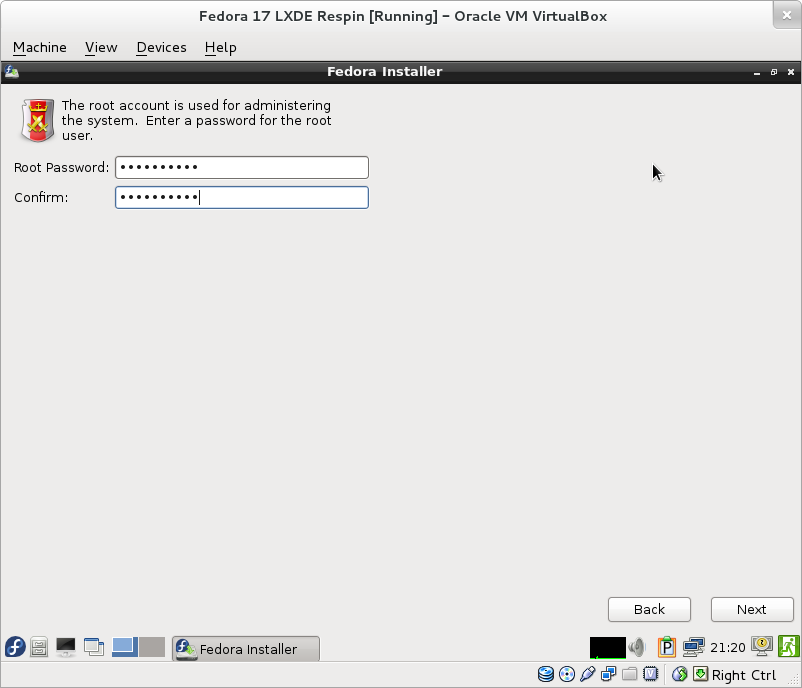 Fedora 17 LXDE Respin [Running] – Oracle VM VirtualBox
Machine View Devices Help
Fedora Installer
The root account is used for administering
the system.  Enter a password for the root
user.
Root Password: ••••••••••
Confirm: ••••••••••
Back Next
Fedora Installer P 21:20
V Right Ctrl